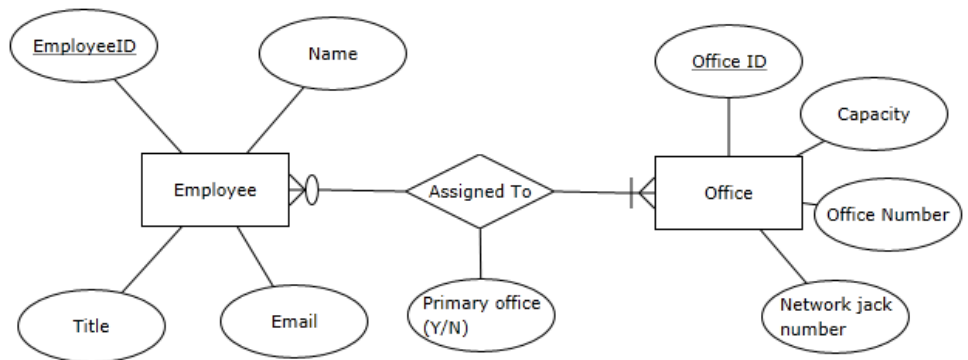 EmployeeID
Name
Office ID
Capacity
Employee
Assigned To
Office
Office Number
Title
Email
Primary office
(Y/N)
Network jack
number